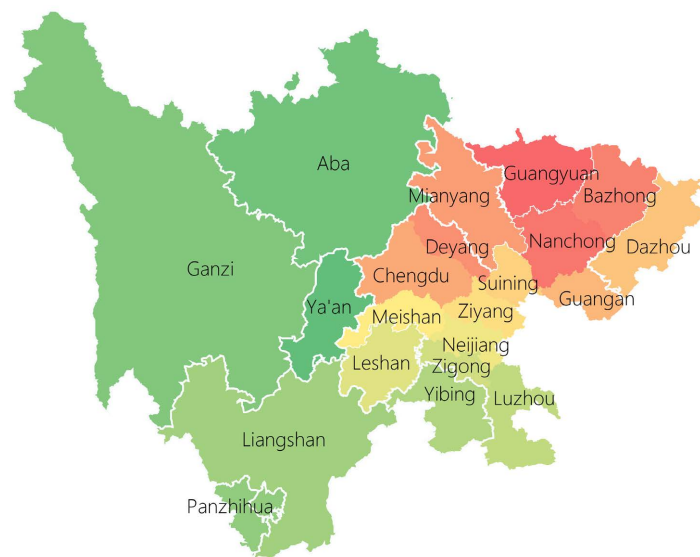 Aba
Guangyuan
Mianyang
Bazhong
Deyang
Nanchong
Dazhou
Ganzi
Chengdu
Suining
Ya'an
Guangan
Meishan
Ziyang
Neijiang
Leshan
Zigong
Yibing
Luzhou
Liangshan
Panzhihua